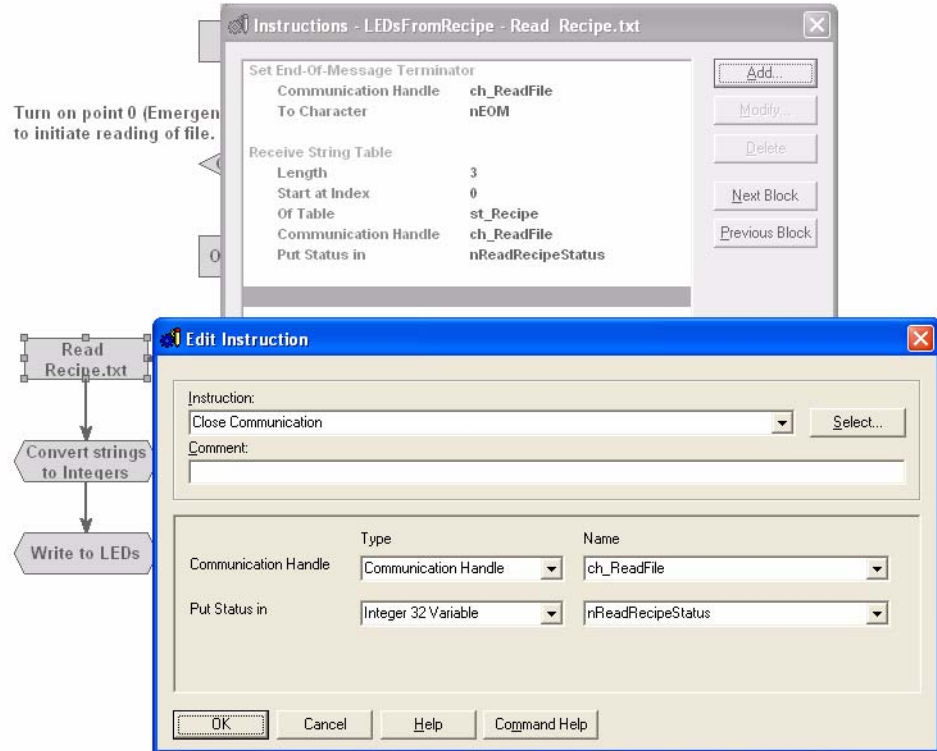 Instructions - LEDsFromRecipe - Read Recipe.txt
Set End-Of-Message Terminator
Communication Handle ch_ReadFile
To Character nEOM
Receive String Table
Length 3
Start at Index 0
Of Table st_Recipe
Communication Handle ch_ReadFile
Put Status in nReadRecipeStatus
Add...
Modify...
Delete
Next Block
Previous Block
Turn on point 0 (Emergen
to initiate reading of file.
O
Read
Recipe.txt
Convert strings
to Integers
Write to LEDs
Edit Instruction
Instruction:
Close Communication
Select...
Comment:
Type Name
Communication Handle Communication Handle ch_ReadFile
Put Status in Integer 32 Variable nReadRecipeStatus
OK Cancel Help Command Help